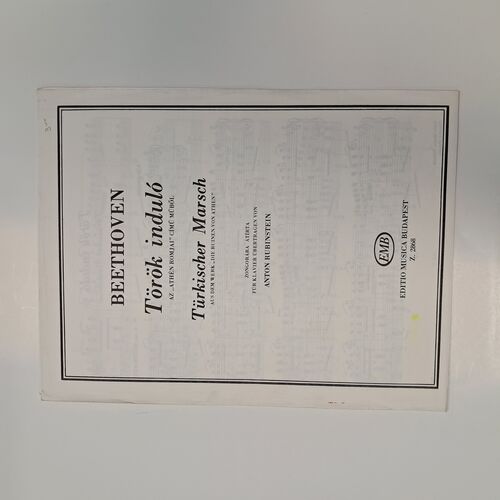 BEETHOVEN
Török induló
AZ „ATHÉN ROMJAI” CÍMŰ MŰBŐL
Türkischer Marsch
AUS DEM WERK „DIE RUINEN VON ATHEN”
ZONGORÁRA ÁTÍRTA
FÜR KLAVIER ÜBERTRAGEN VON
ANTON RUBINSTEIN
EMB
EDITIO MUSICA BUDAPEST
Z. 2868